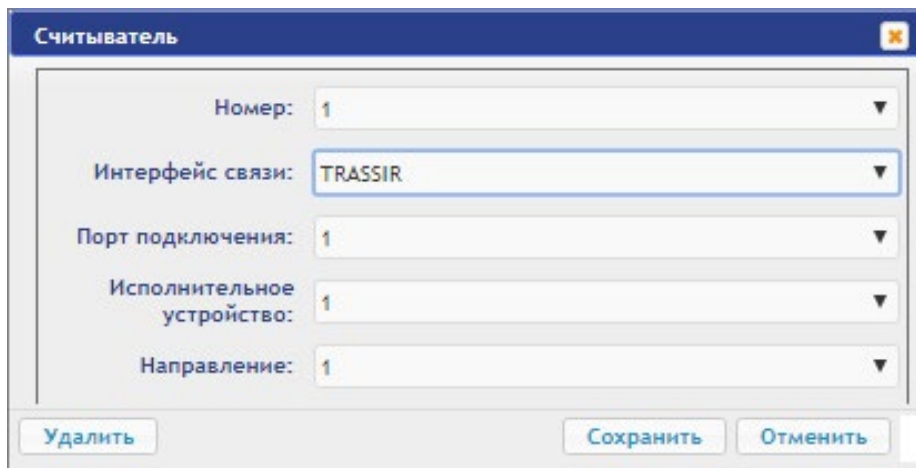 Считыватель
Номер: 1
Интерфейс связи: TRASSIR
Порт подключения: 1
Исполнительное
устройство: 1
Направление: 1
Удалить Сохранить Отменить